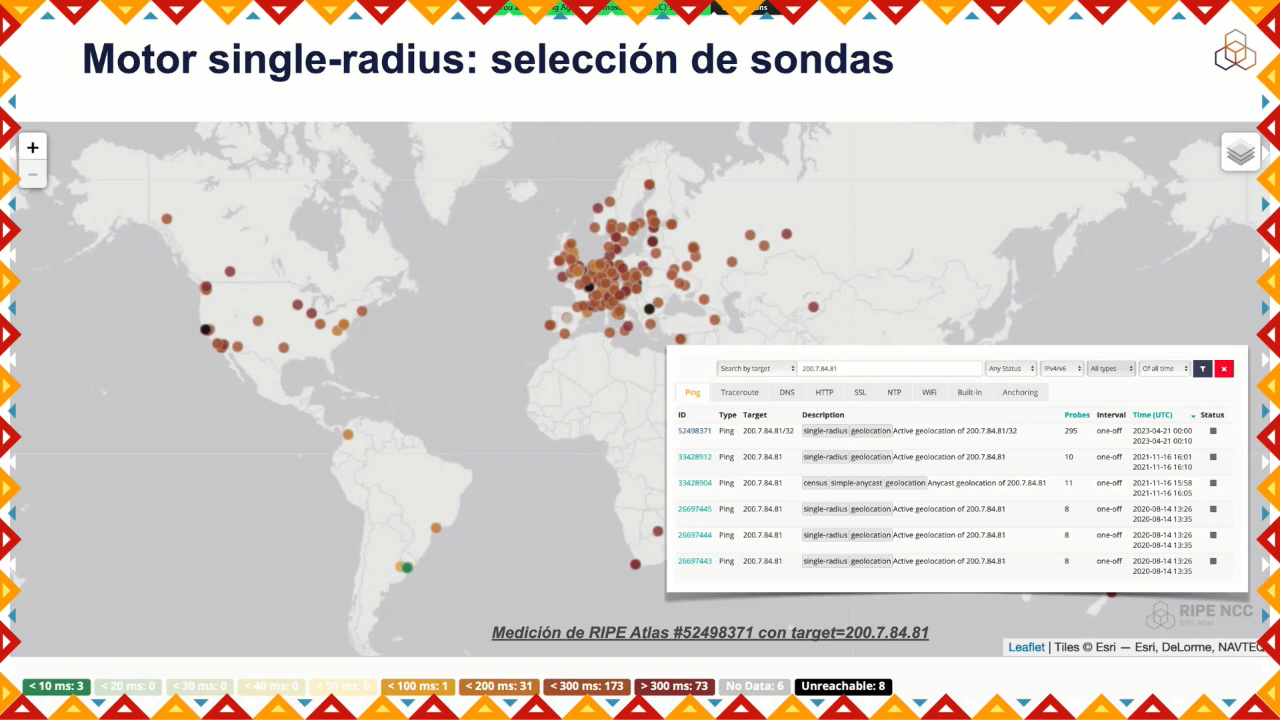 Motor single-radius: selección de sondas
+
−
Search by target 200.7.84.81 Any Status IPv4/v6 All types Of all time
Ping Traceroute DNS HTTP SSL NTP WiFi Built-in Anchoring
ID Type Target Description Probes Interval Time (UTC) Status
52498371 Ping 200.7.84.81/32 single-radius geolocation Active geolocation of 200.7.84.81/32 295 one-off 2023-04-21 00:00
2023-04-21 00:10
33428912 Ping 200.7.84.81 single-radius geolocation Active geolocation of 200.7.84.81 10 one-off 2021-11-16 16:01
2021-11-16 16:10
33428904 Ping 200.7.84.81 census simple-anycast geolocation Anycast geolocation of 200.7.84.81 11 one-off 2021-11-16 15:58
2021-11-16 16:05
26697445 Ping 200.7.84.81 single-radius geolocation Active geolocation of 200.7.84.81 8 one-off 2020-08-14 13:26
2020-08-14 13:35
26697444 Ping 200.7.84.81 single-radius geolocation Active geolocation of 200.7.84.81 8 one-off 2020-08-14 13:26
2020-08-14 13:35
26697443 Ping 200.7.84.81 single-radius geolocation Active geolocation of 200.7.84.81 8 one-off 2020-08-14 13:26
2020-08-14 13:35
RIPE NCC
RIPE Atlas
Medición de RIPE Atlas #52498371 con target=200.7.84.81
Leaflet | Tiles © Esri — Esri, DeLorme, NAVTEQ
< 10 ms: 3 < 20 ms: 0 < 30 ms: 0 < 40 ms: 0 < 50 ms: 0 < 100 ms: 1 < 200 ms: 31 < 300 ms: 173 > 300 ms: 73 No Data: 6 Unreachable: 8